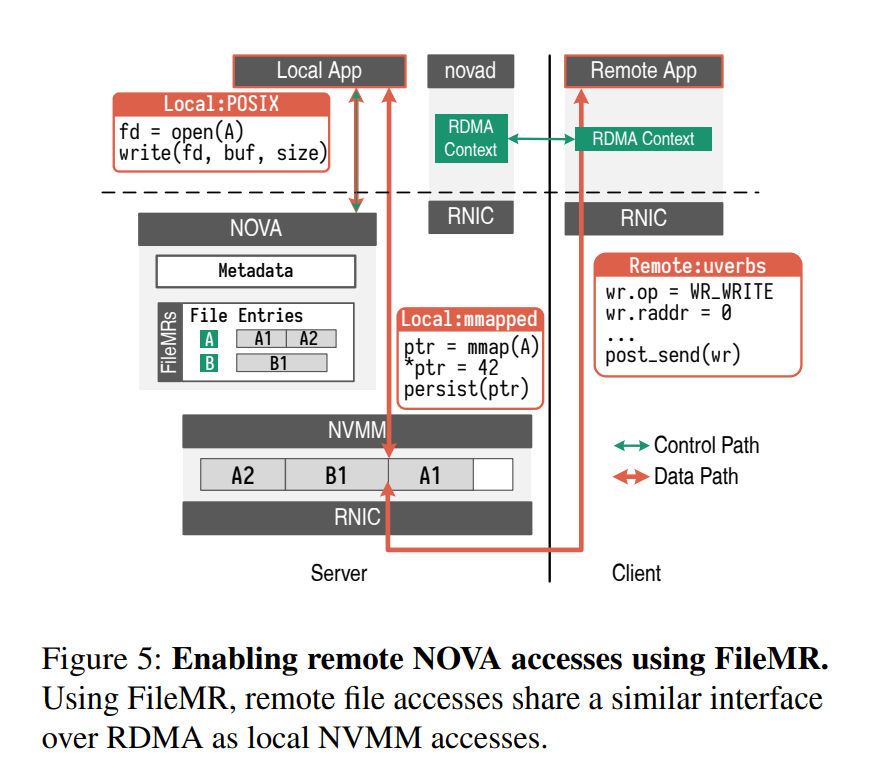 Local App
novad
Remote App
Local:POSIX
fd = open(A)
write(fd, buf, size)
RDMA
Context
RDMA Context
NOVA
RNIC
RNIC
Metadata
FileMRs
File Entries
A
A1
A2
B
B1
Local:mmapped
ptr = mmap(A)
*ptr = 42
persist(ptr)
Remote:uverbs
wr.op = WR_WRITE
wr.raddr = 0
...
post_send(wr)
NVMM
A2
B1
A1
RNIC
Control Path
Data Path
Server
Client
Figure 5: Enabling remote NOVA accesses using FileMR.
Using FileMR, remote file accesses share a similar interface
over RDMA as local NVMM accesses.